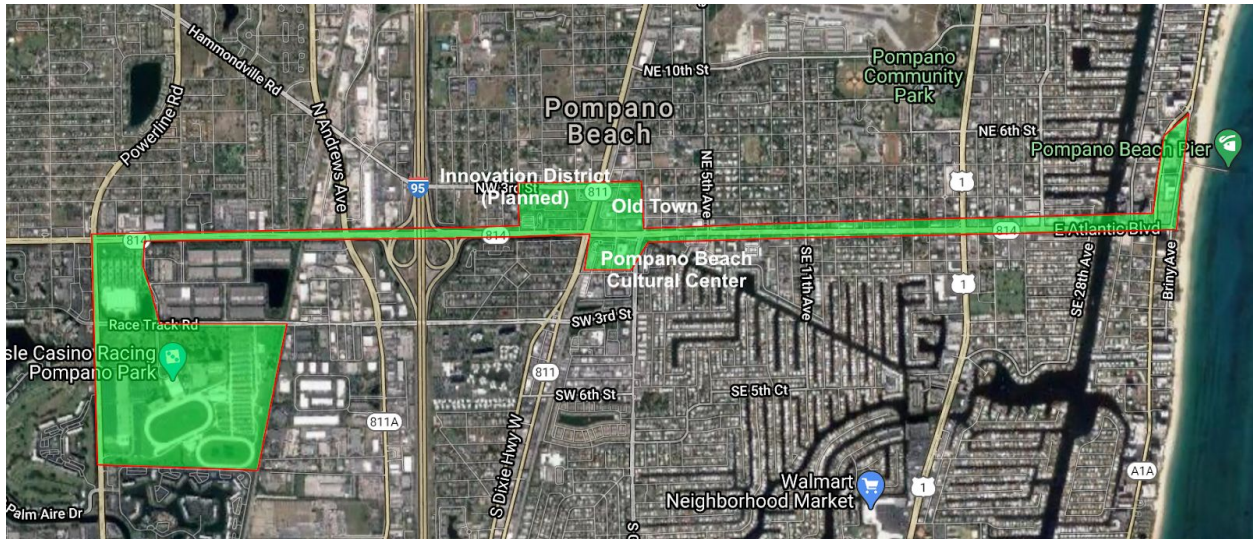 Hammondville Rd
NE 10th St
Pompano
Community
Park
Powerline Rd
N Andrews Ave
Pompano
Beach
NE 5th Ave
NE 6th St
Pompano Beach Pier
Innovation District
(Planned)
NW 3rd St
95
811
1
Old Town
814
814
814
E Atlantic Blvd
Pompano Beach
Cultural Center
SE 11th Ave
SE 28th Ave
Briny Ave
1
Race Track Rd
SW 3rd St
sle Casino Racing
Pompano Park
811
SW 6th St
SE 5th Ct
811A
S Dixie Hwy W
Walmart
Neighborhood Market
1
A1A
Palm Aire Dr